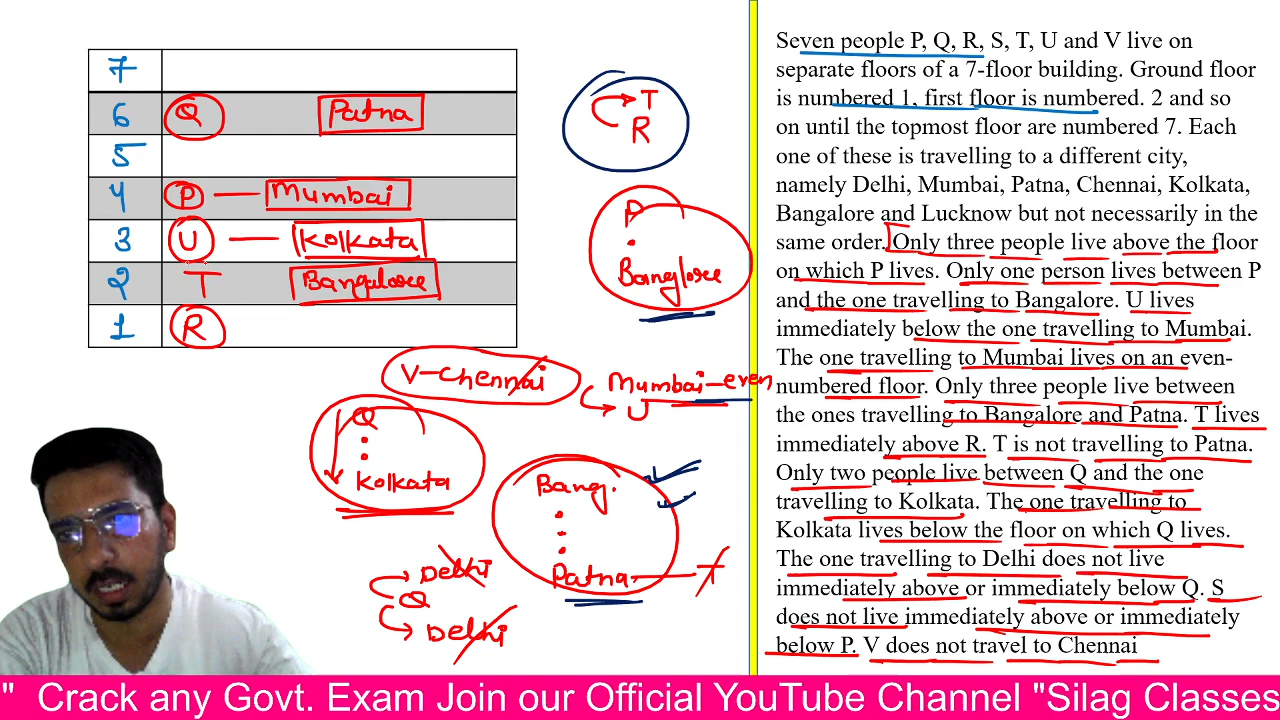 7
6 Q Patna
5
4 P — Mumbai
3 U — Kolkata
2 T Bangulore
1 R
T
R
P
Banglore
V-Chennai
Mumbai-even
U
Q
Kolkata
Bang.
Patna T
Delhi
Q
Delhi
Seven people P, Q, R, S, T, U and V live on
separate floors of a 7-floor building. Ground floor
is numbered 1, first floor is numbered. 2 and so
on until the topmost floor are numbered 7. Each
one of these is travelling to a different city,
namely Delhi, Mumbai, Patna, Chennai, Kolkata,
Bangalore and Lucknow but not necessarily in the
same order. Only three people live above the floor
on which P lives. Only one person lives between P
and the one travelling to Bangalore. U lives
immediately below the one travelling to Mumbai.
The one travelling to Mumbai lives on an even-
numbered floor. Only three people live between
the ones travelling to Bangalore and Patna. T lives
immediately above R. T is not travelling to Patna.
Only two people live between Q and the one
travelling to Kolkata. The one travelling to
Kolkata lives below the floor on which Q lives.
The one travelling to Delhi does not live
immediately above or immediately below Q. S
does not live immediately above or immediately
below P. V does not travel to Chennai
" Crack any Govt. Exam Join our Official YouTube Channel "Silag Classes